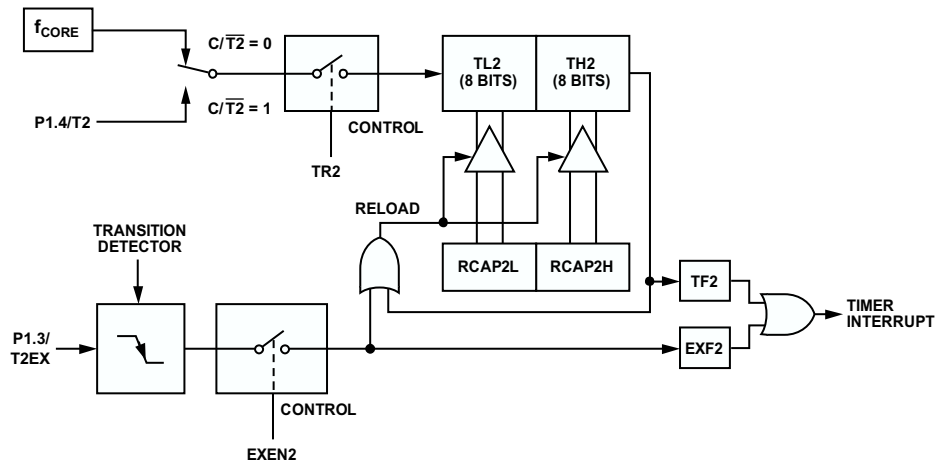 fCORE
C/T2 = 0
C/T2 = 1
P1.4/T2
CONTROL
TR2
TL2
(8 BITS)
TH2
(8 BITS)
RELOAD
TRANSITION
DETECTOR
RCAP2L
RCAP2H
TF2
TIMER
INTERRUPT
P1.3/
T2EX
EXF2
CONTROL
EXEN2